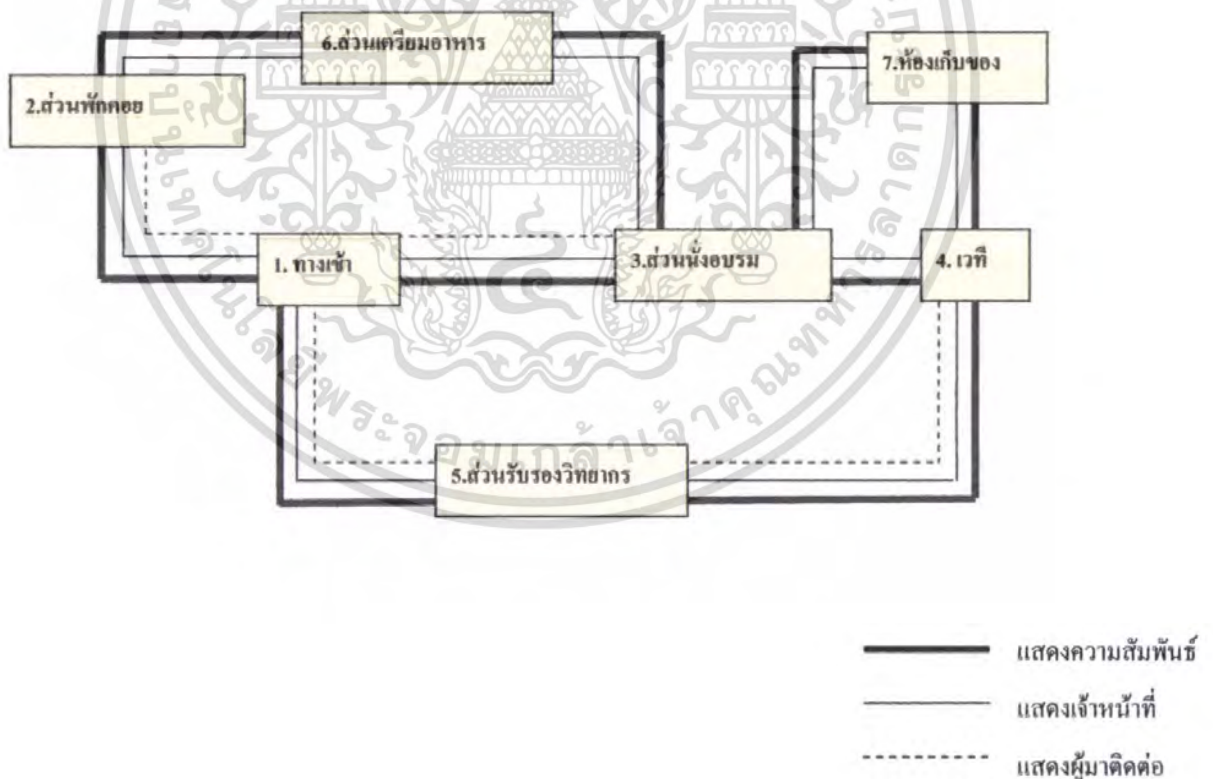 6.ส่วนเตรียมอาหาร
7.ห้องเก็บของ
2.ส่วนพักคอย
1. ทางเข้า
3.ส่วนนั่งอบรม
4. เวที
5.ส่วนรับรองวิทยากร
แสดงความสัมพันธ์
แสดงเจ้าหน้าที่
แสดงผู้มาติดต่อ